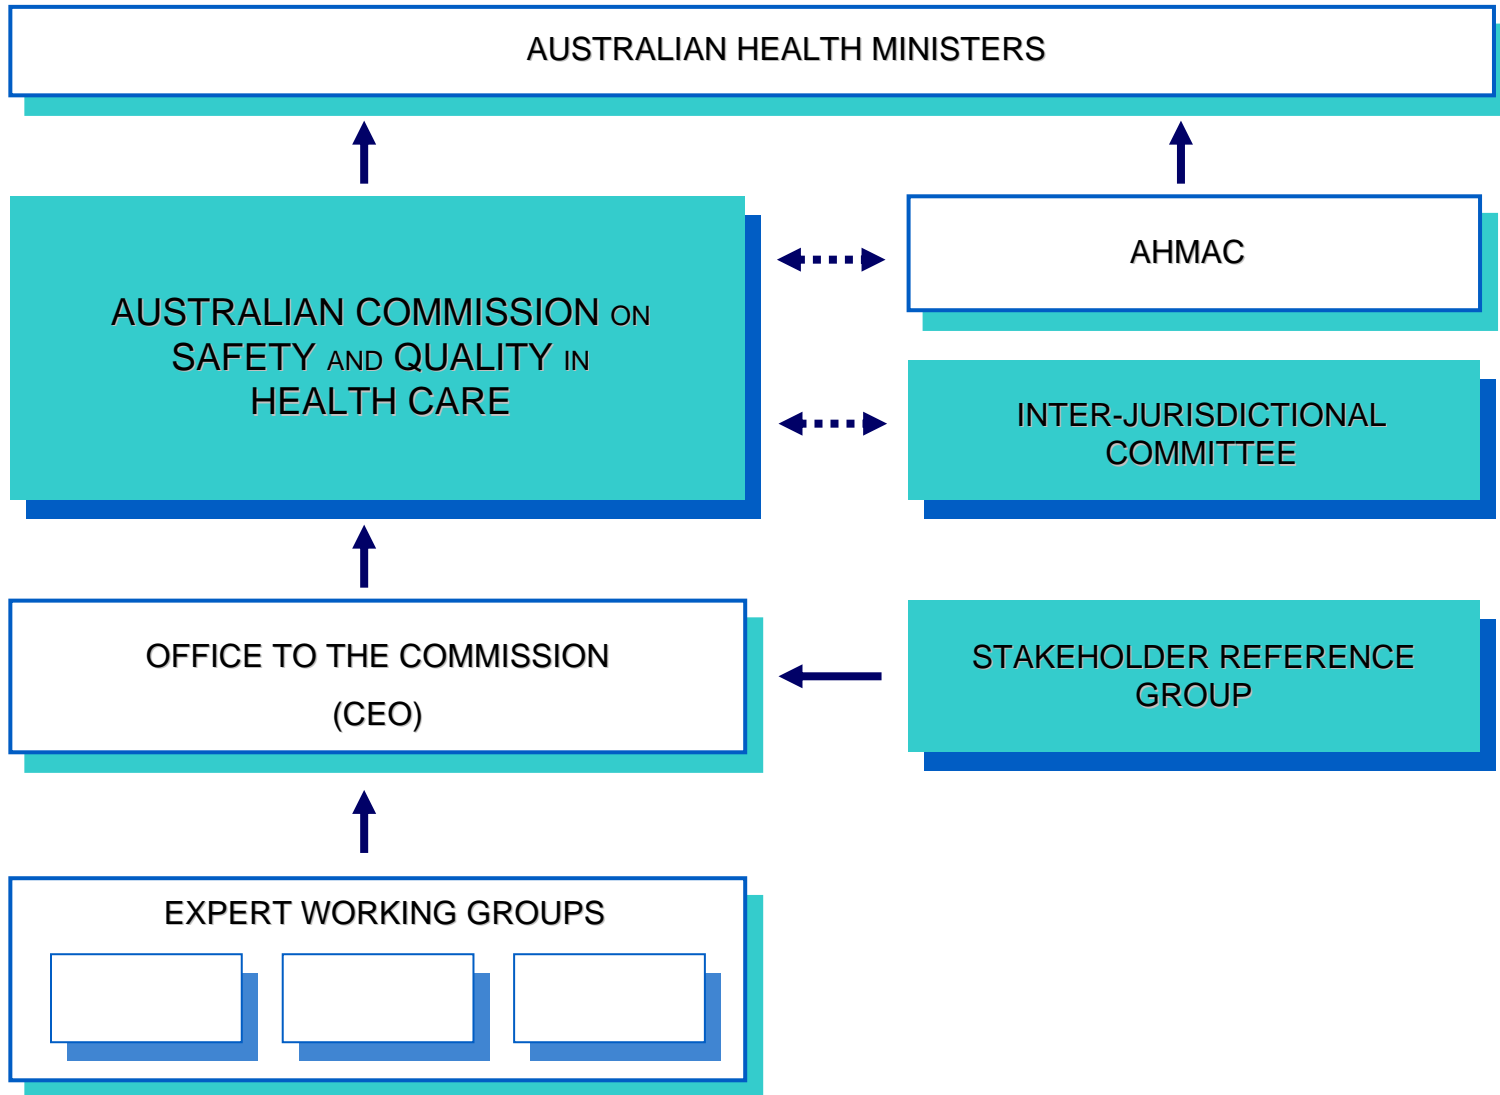 AUSTRALIAN HEALTH MINISTERS
AUSTRALIAN COMMISSION ON
SAFETY AND QUALITY IN
HEALTH CARE
AHMAC
INTER-JURISDICTIONAL
COMMITTEE
OFFICE TO THE COMMISSION
(CEO)
STAKEHOLDER REFERENCE
GROUP
EXPERT WORKING GROUPS